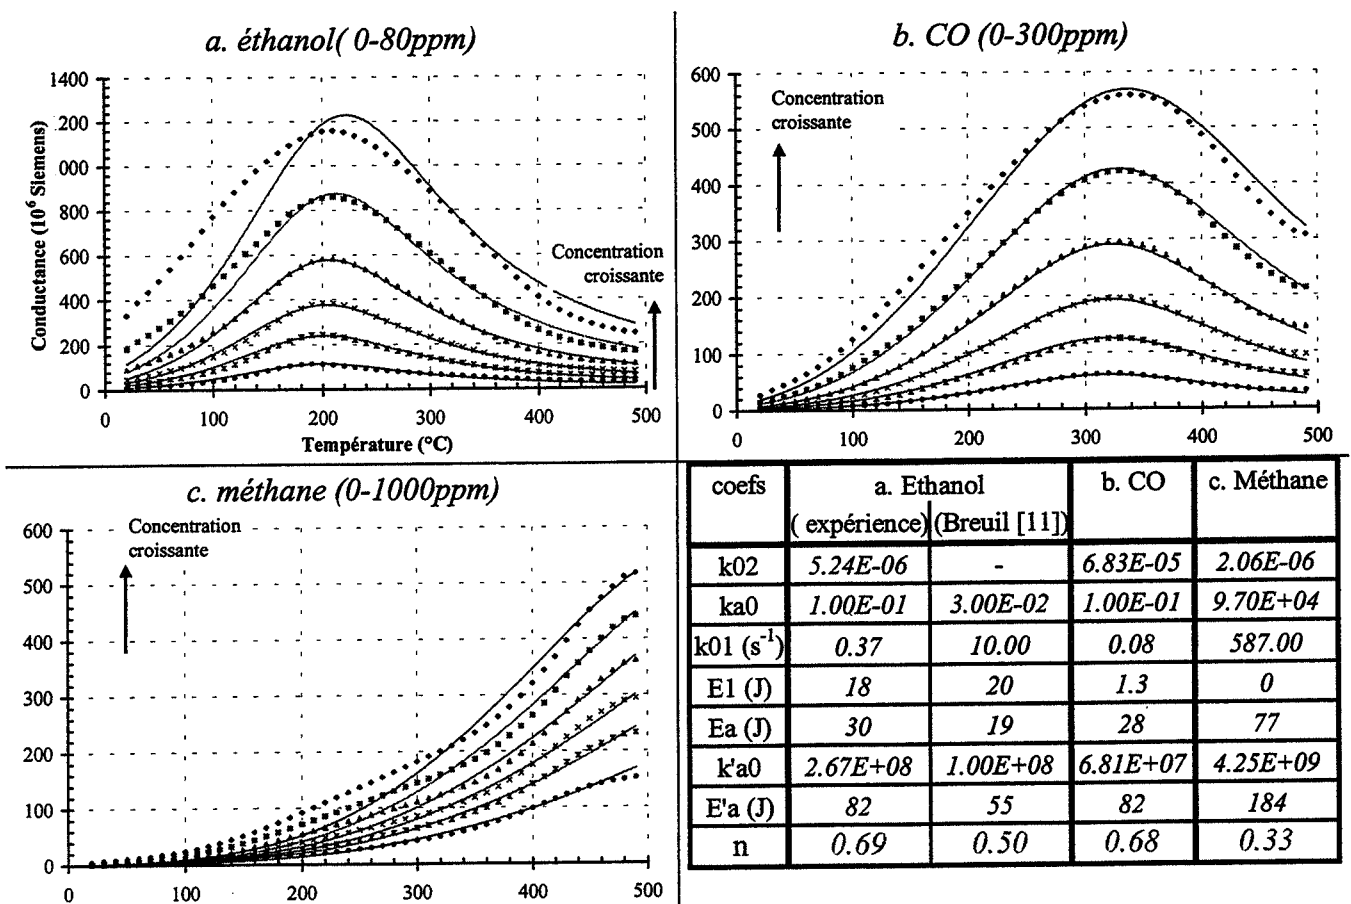 a. éthanol( 0-80ppm)
1400
200
000
800
600
400
200
0
Conductance (10⁶ Siemens)
Concentration
croissante
0 100 200 300 400 500
Température (°C)
b. CO (0-300ppm)
600
500
400
300
200
100
0
Concentration
croissante
0 100 200 300 400 500
c. méthane (0-1000ppm)
600
500
400
300
200
100
0
Concentration
croissante
0 100 200 300 400 500
coefs a. Ethanol b. CO c. Méthane
( expérience) (Breuil [11])
k02 5.24E-06 - 6.83E-05 2.06E-06
ka0 1.00E-01 3.00E-02 1.00E-01 9.70E+04
k01 (s⁻¹) 0.37 10.00 0.08 587.00
E1 (J) 18 20 1.3 0
Ea (J) 30 19 28 77
k'a0 2.67E+08 1.00E+08 6.81E+07 4.25E+09
E'a (J) 82 55 82 184
n 0.69 0.50 0.68 0.33